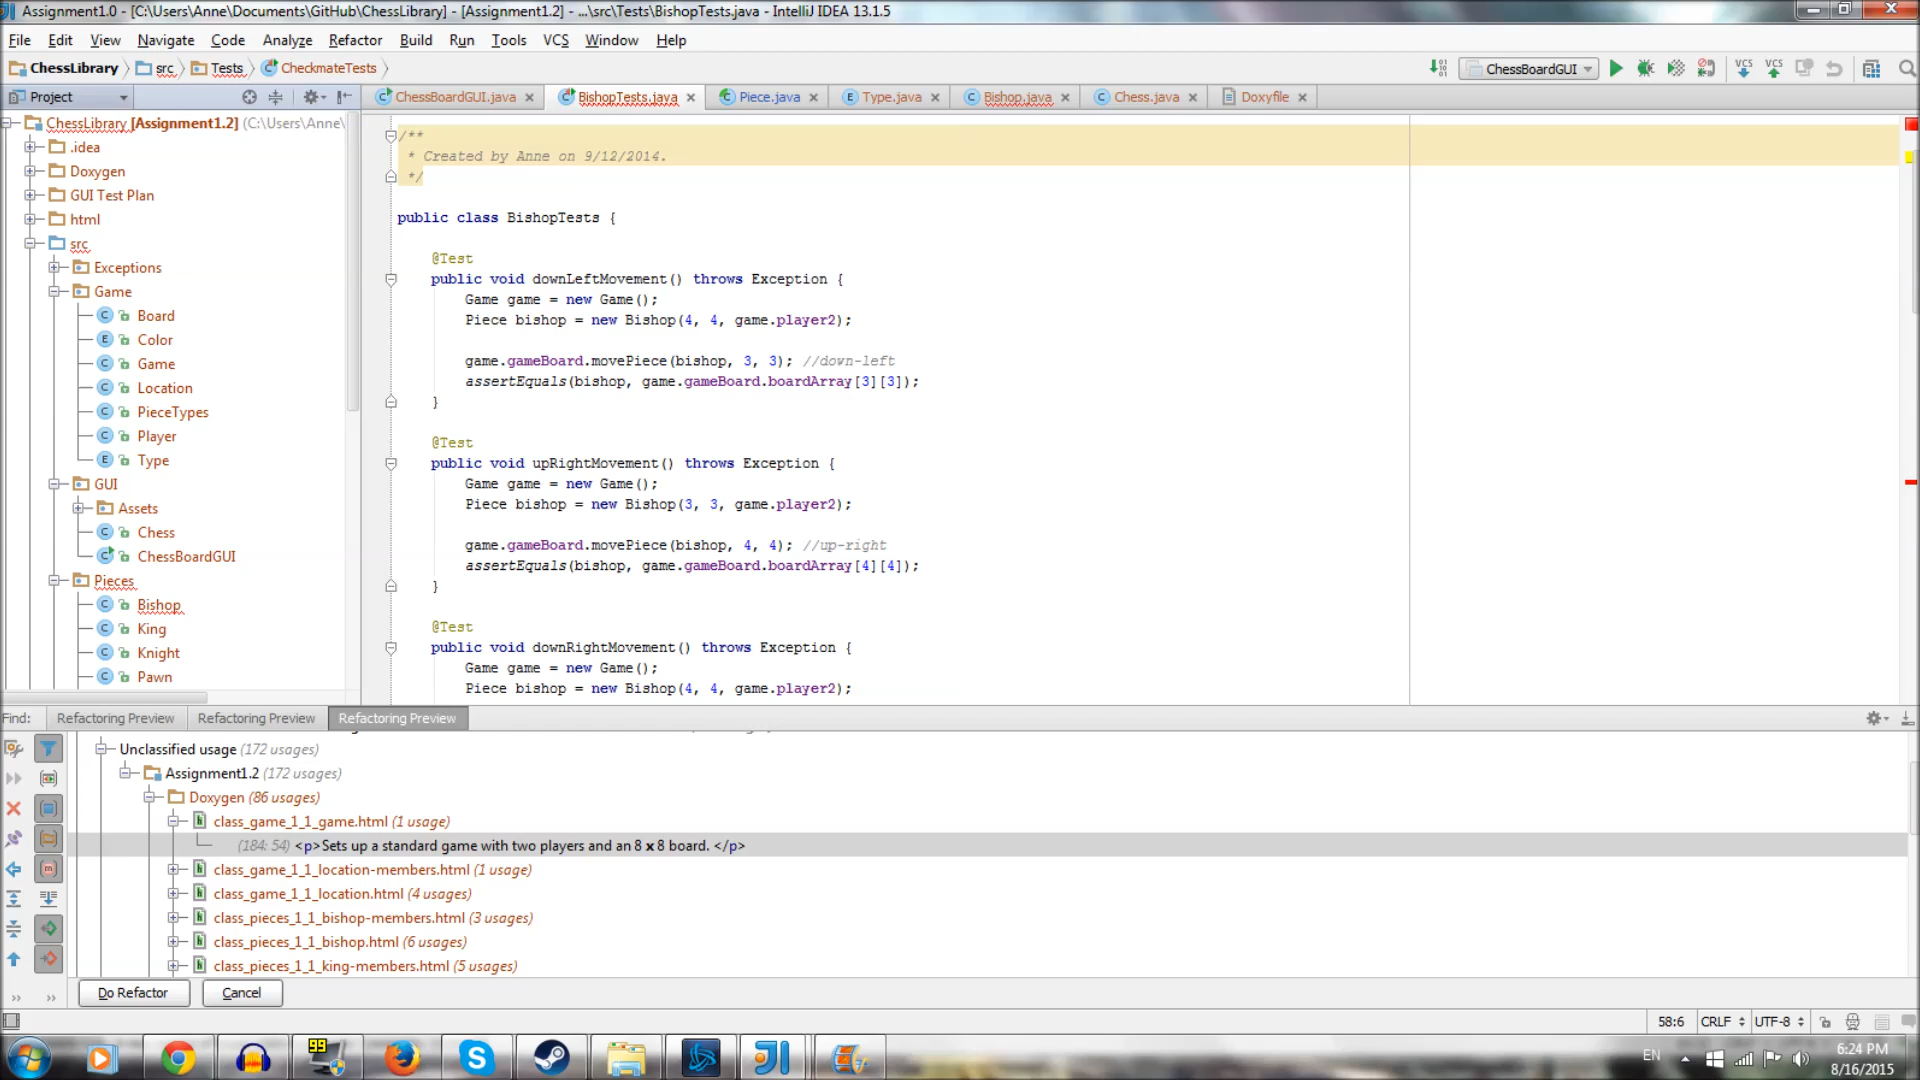 Assignment1.0 - [C:\Users\Anne\Documents\GitHub\ChessLibrary] - [Assignment1.2] - ...\src\Tests\BishopTests.java - IntelliJ IDEA 13.1.5
File Edit View Navigate Code Analyze Refactor Build Run Tools VCS Window Help
ChessLibrary src Tests CheckmateTests ChessBoardGUI VCS VCS
Project ChessBoardGUI.java BishopTests.java Piece.java Type.java Bishop.java Chess.java Doxyfile
ChessLibrary [Assignment1.2] (C:\Users\Anne\
.idea
Doxygen
GUI Test Plan
html
src
Exceptions
Game
Board
Color
Game
Location
PieceTypes
Player
Type
GUI
Assets
Chess
ChessBoardGUI
Pieces
Bishop
King
Knight
Pawn
/**
* Created by Anne on 9/12/2014.
*/
public class BishopTests {
@Test
public void downLeftMovement() throws Exception {
Game game = new Game();
Piece bishop = new Bishop(4, 4, game.player2);
game.gameBoard.movePiece(bishop, 3, 3); //down-left
assertEquals(bishop, game.gameBoard.boardArray[3][3]);
}
@Test
public void upRightMovement() throws Exception {
Game game = new Game();
Piece bishop = new Bishop(3, 3, game.player2);
game.gameBoard.movePiece(bishop, 4, 4); //up-right
assertEquals(bishop, game.gameBoard.boardArray[4][4]);
}
@Test
public void downRightMovement() throws Exception {
Game game = new Game();
Piece bishop = new Bishop(4, 4, game.player2);
Find: Refactoring Preview Refactoring Preview Refactoring Preview
Unclassified usage (172 usages)
Assignment1.2 (172 usages)
Doxygen (86 usages)
class_game_1_1_game.html (1 usage)
(184: 54) <p>Sets up a standard game with two players and an 8 x 8 board. </p>
class_game_1_1_location-members.html (1 usage)
class_game_1_1_location.html (4 usages)
class_pieces_1_1_bishop-members.html (3 usages)
class_pieces_1_1_bishop.html (6 usages)
class_pieces_1_1_king-members.html (5 usages)
Do Refactor Cancel
58:6 CRLF UTF-8
99
EN
6:24 PM
8/16/2015